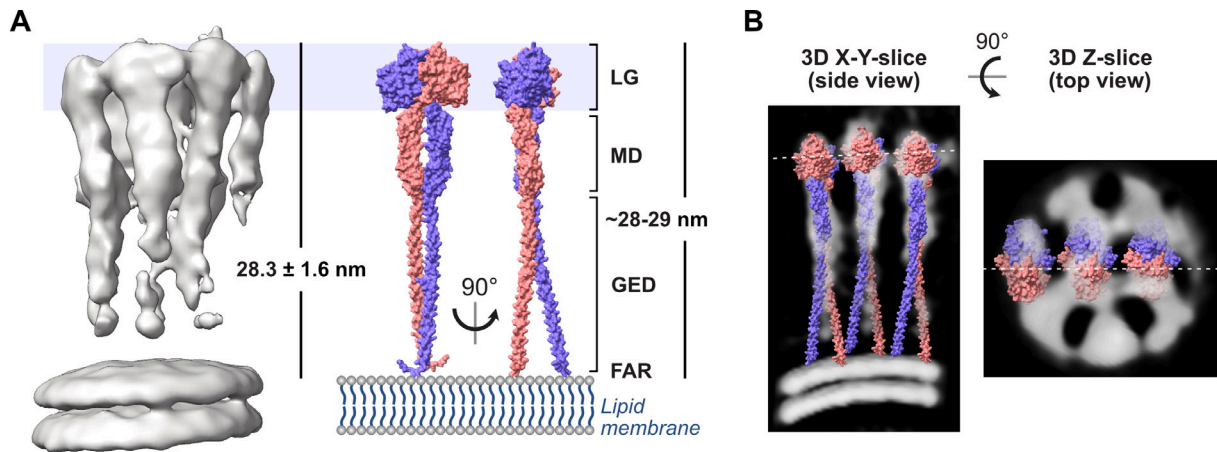 A
28.3 ± 1.6 nm
90°
LG
MD
~28-29 nm
GED
FAR
Lipid
membrane
B
3D X-Y-slice
(side view)
90°
3D Z-slice
(top view)